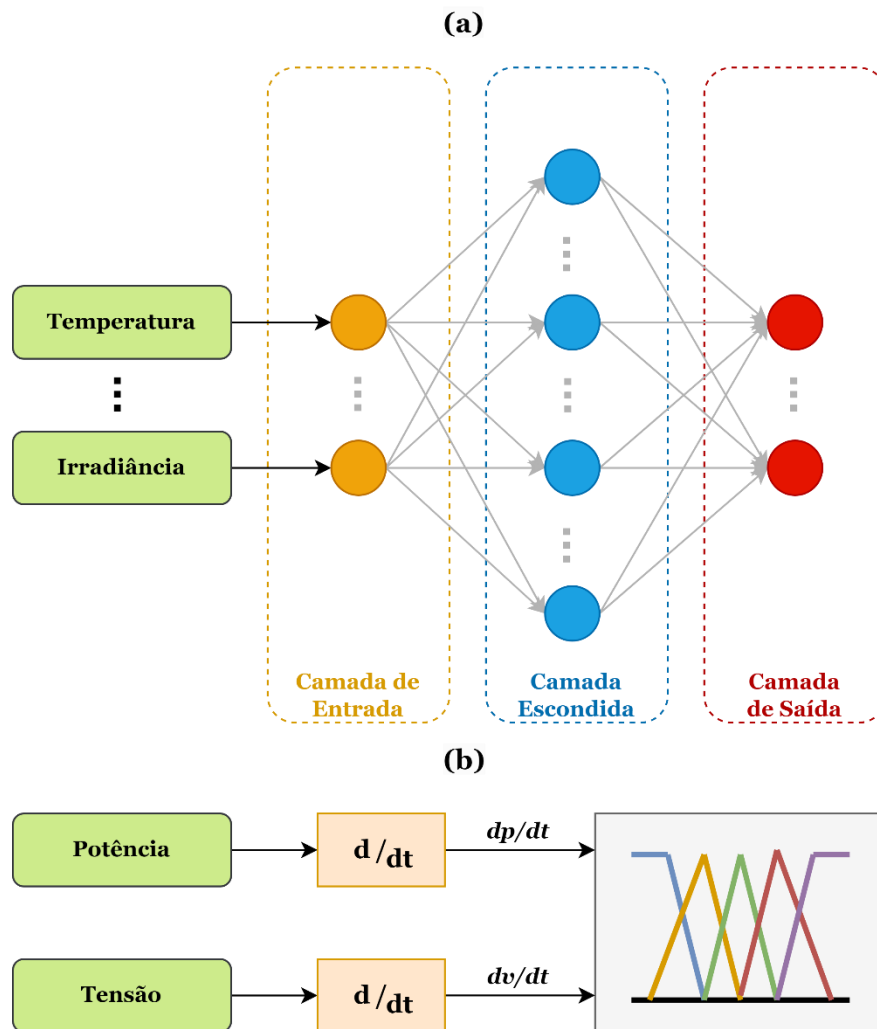 (a)
Temperatura
Irradiância
Camada de
Entrada
Camada
Escondida
Camada
de Saída
(b)
Potência
d/dt
dp/dt
Tensão
d/dt
dv/dt